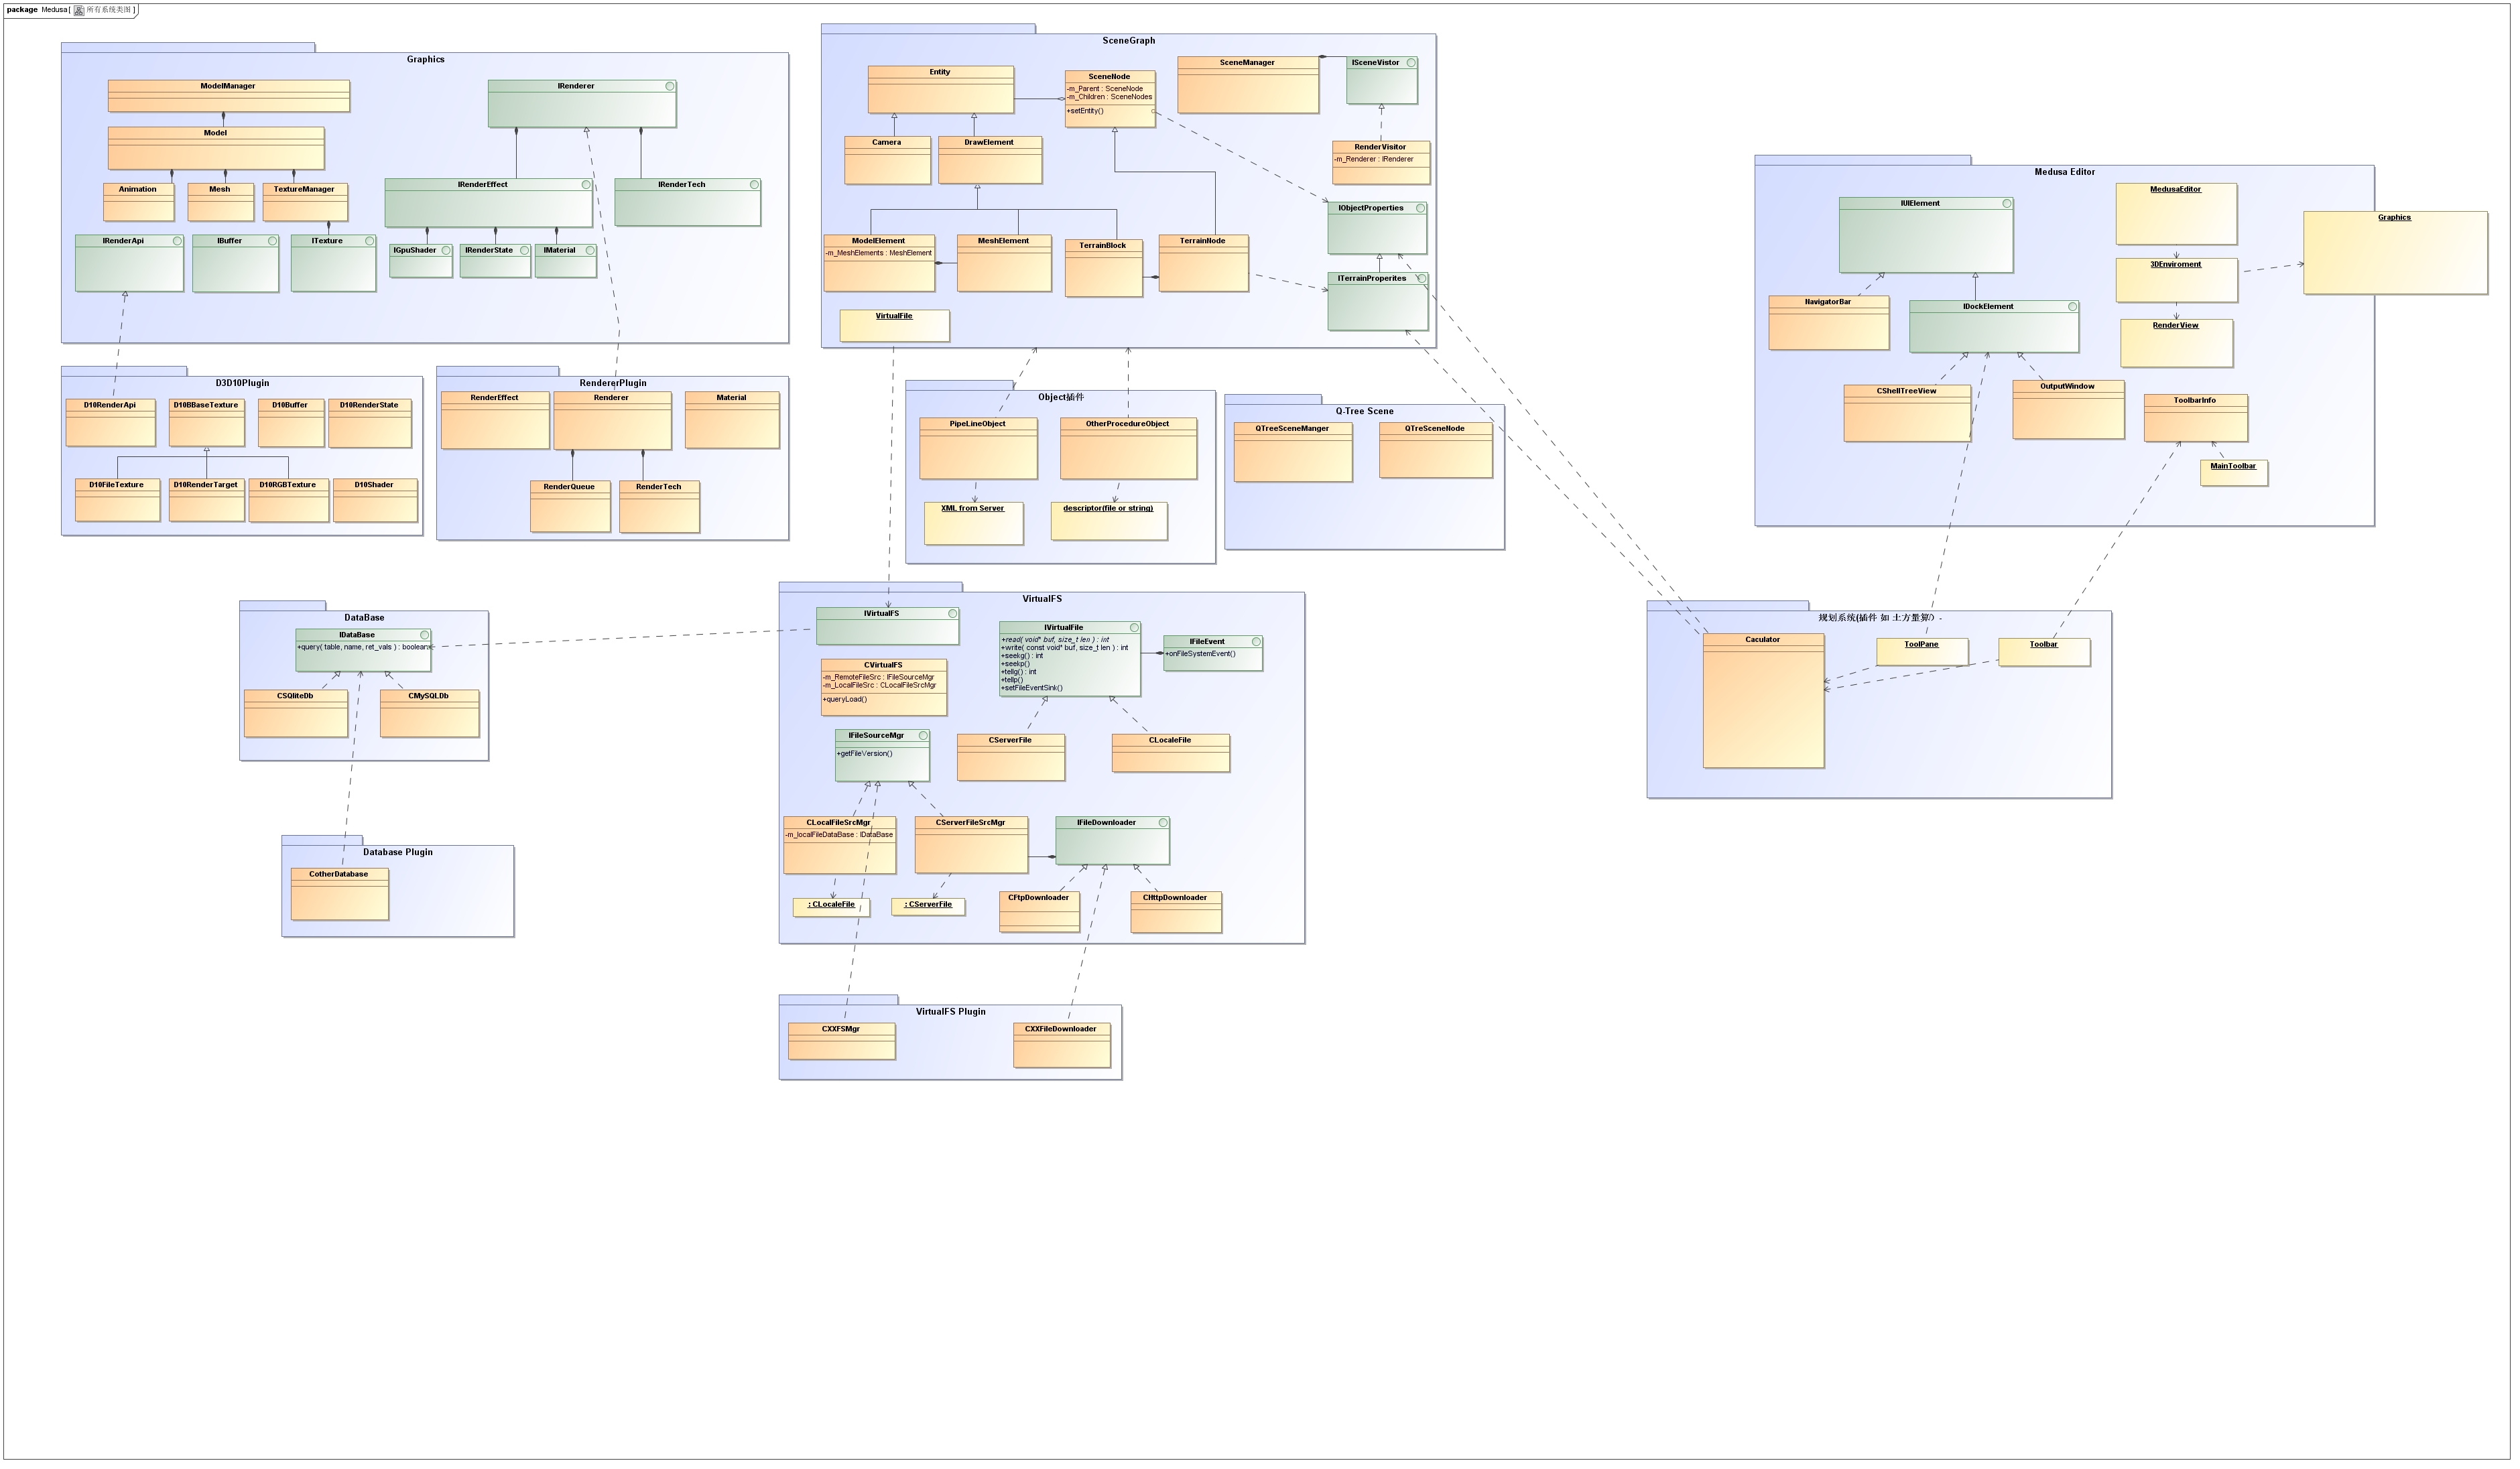 package Medusa [ 所有系统类图 ]
Graphics
ModelManager
IRenderer
Model
Animation
Mesh
TextureManager
IRenderEffect
IRenderTech
IRenderApi
IBuffer
ITexture
IGpuShader
IRenderState
IMaterial
SceneGraph
Entity
SceneNode
-m_Parent : SceneNode
-m_Children : SceneNodes
+setEntity()
SceneManager
ISceneVistor
Camera
DrawElement
RenderVisitor
-m_Renderer : IRenderer
IObjectProperties
ModelElement
-m_MeshElements : MeshElement
MeshElement
TerrainBlock
TerrainNode
ITerrainProperites
VirtualFile
Medusa Editor
IUIElement
MedusaEditor
Graphics
3DEnviroment
NavigatorBar
IDockElement
RenderView
CShellTreeView
OutputWindow
ToolbarInfo
MainToolbar
D3D10Plugin
D10RenderApi
D10BBaseTexture
D10Buffer
D10RenderState
D10FileTexture
D10RenderTarget
D10RGBTexture
D10Shader
RendererPlugin
RenderEffect
Renderer
Material
RenderQueue
RenderTech
Object插件
PipeLineObject
OtherProcedureObject
XML from Server
descriptor(file or string)
Q-Tree Scene
QTreeSceneManger
QTreSceneNode
DataBase
IDataBase
+query( table, name, ret_vals ) : boolean
CSQliteDb
CMySQLDb
Database Plugin
CotherDatabase
VirtualFS
IVirtualFS
IVirtualFile
+read( void* buf, size_t len ) : int
+write( const void* buf, size_t len ) : int
+seekg() : int
+seekp()
+tellg() : int
+tellp()
+setFileEventSink()
IFileEvent
+onFileSystemEvent()
CVirtualFS
-m_RemoteFileSrc : IFileSourceMgr
-m_LocalFileSrc : CLocalFileSrcMgr
+queryLoad()
IFileSourceMgr
+getFileVersion()
CServerFile
CLocaleFile
CLocalFileSrcMgr
-m_localFileDataBase : IDataBase
CServerFileSrcMgr
IFileDownloader
: CLocaleFile
: CServerFile
CFtpDownloader
CHttpDownloader
VirtualFS Plugin
CXXFSMgr
CXXFileDownloader
规划系统(插件 如 土方量算)
Caculator
ToolPane
Toolbar